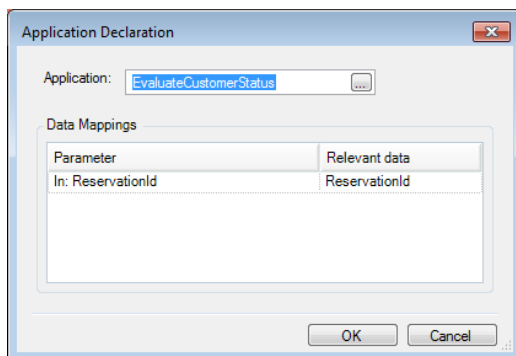 Application Declaration
Application: EvaluateCustomerStatus ...
Data Mappings
Parameter Relevant data
In: ReservationId ReservationId
OK Cancel